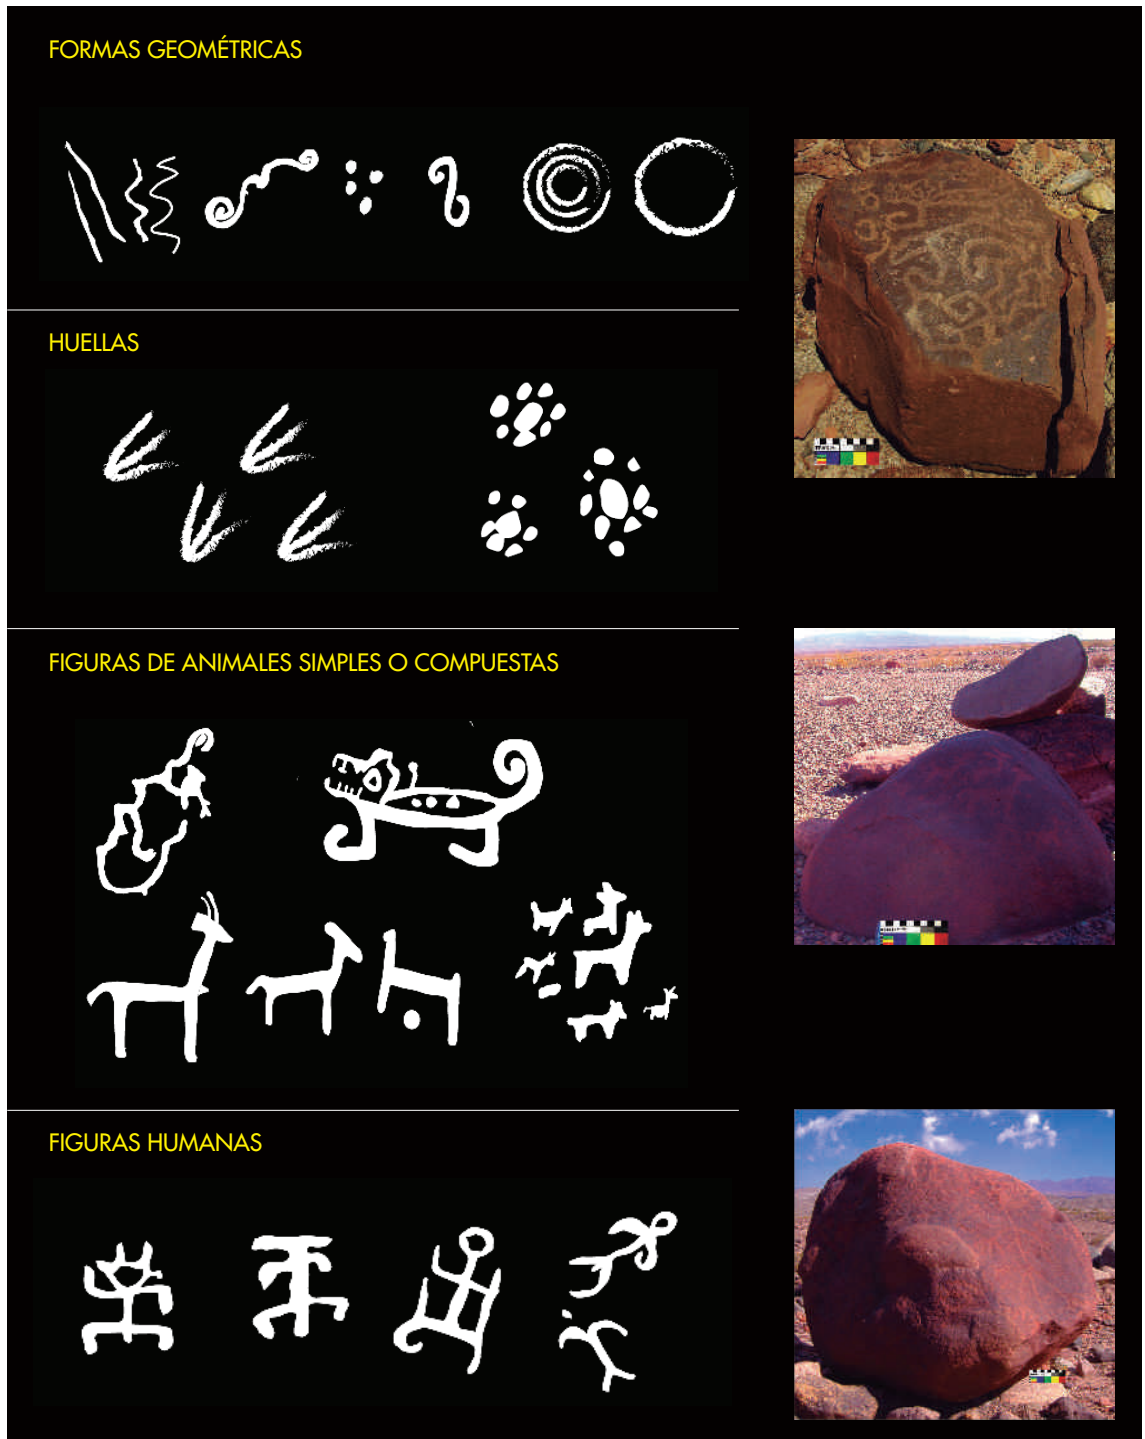 FORMAS GEOMÉTRICAS
HUELLAS
FIGURAS DE ANIMALES SIMPLES O COMPUESTAS
FIGURAS HUMANAS